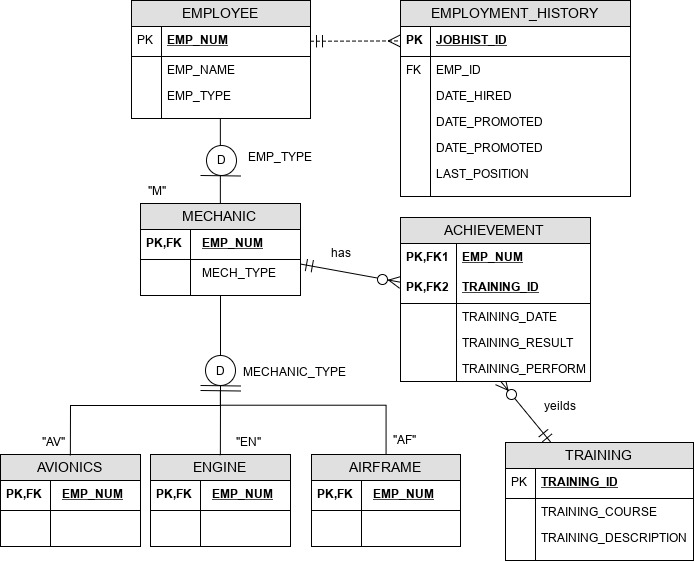 EMPLOYEE
PK EMP_NUM
EMP_NAME
EMP_TYPE
EMPLOYMENT_HISTORY
PK JOBHIST_ID
FK EMP_ID
DATE_HIRED
DATE_PROMOTED
DATE_PROMOTED
LAST_POSITION
D EMP_TYPE
"M"
MECHANIC
PK,FK EMP_NUM
MECH_TYPE
has
ACHIEVEMENT
PK,FK1 EMP_NUM
PK,FK2 TRAINING_ID
TRAINING_DATE
TRAINING_RESULT
TRAINING_PERFORM
D MECHANIC_TYPE
yeilds
"AV"
"EN"
"AF"
AVIONICS
PK,FK EMP_NUM
ENGINE
PK,FK EMP_NUM
AIRFRAME
PK,FK EMP_NUM
TRAINING
PK TRAINING_ID
TRAINING_COURSE
TRAINING_DESCRIPTION